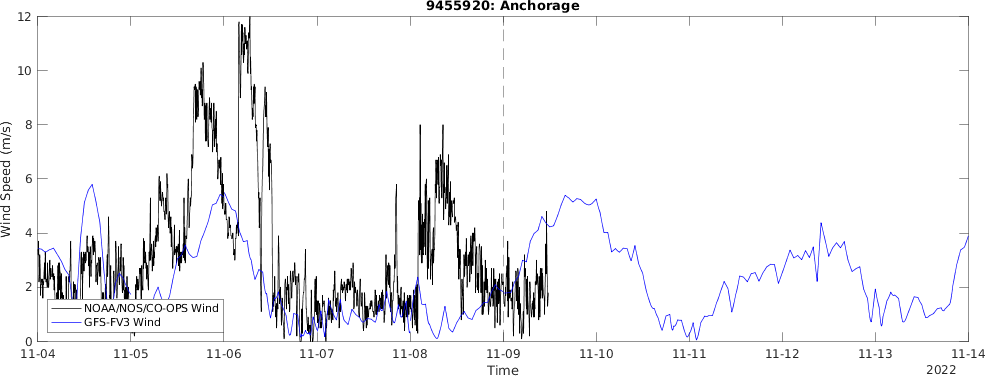 9455920: Anchorage
12
10
8
6
4
2
0
Wind Speed (m/s)
NOAA/NOS/CO-OPS Wind
GFS-FV3 Wind
11-04 11-05 11-06 11-07 11-08 11-09 11-10 11-11 11-12 11-13 11-14
Time
2022